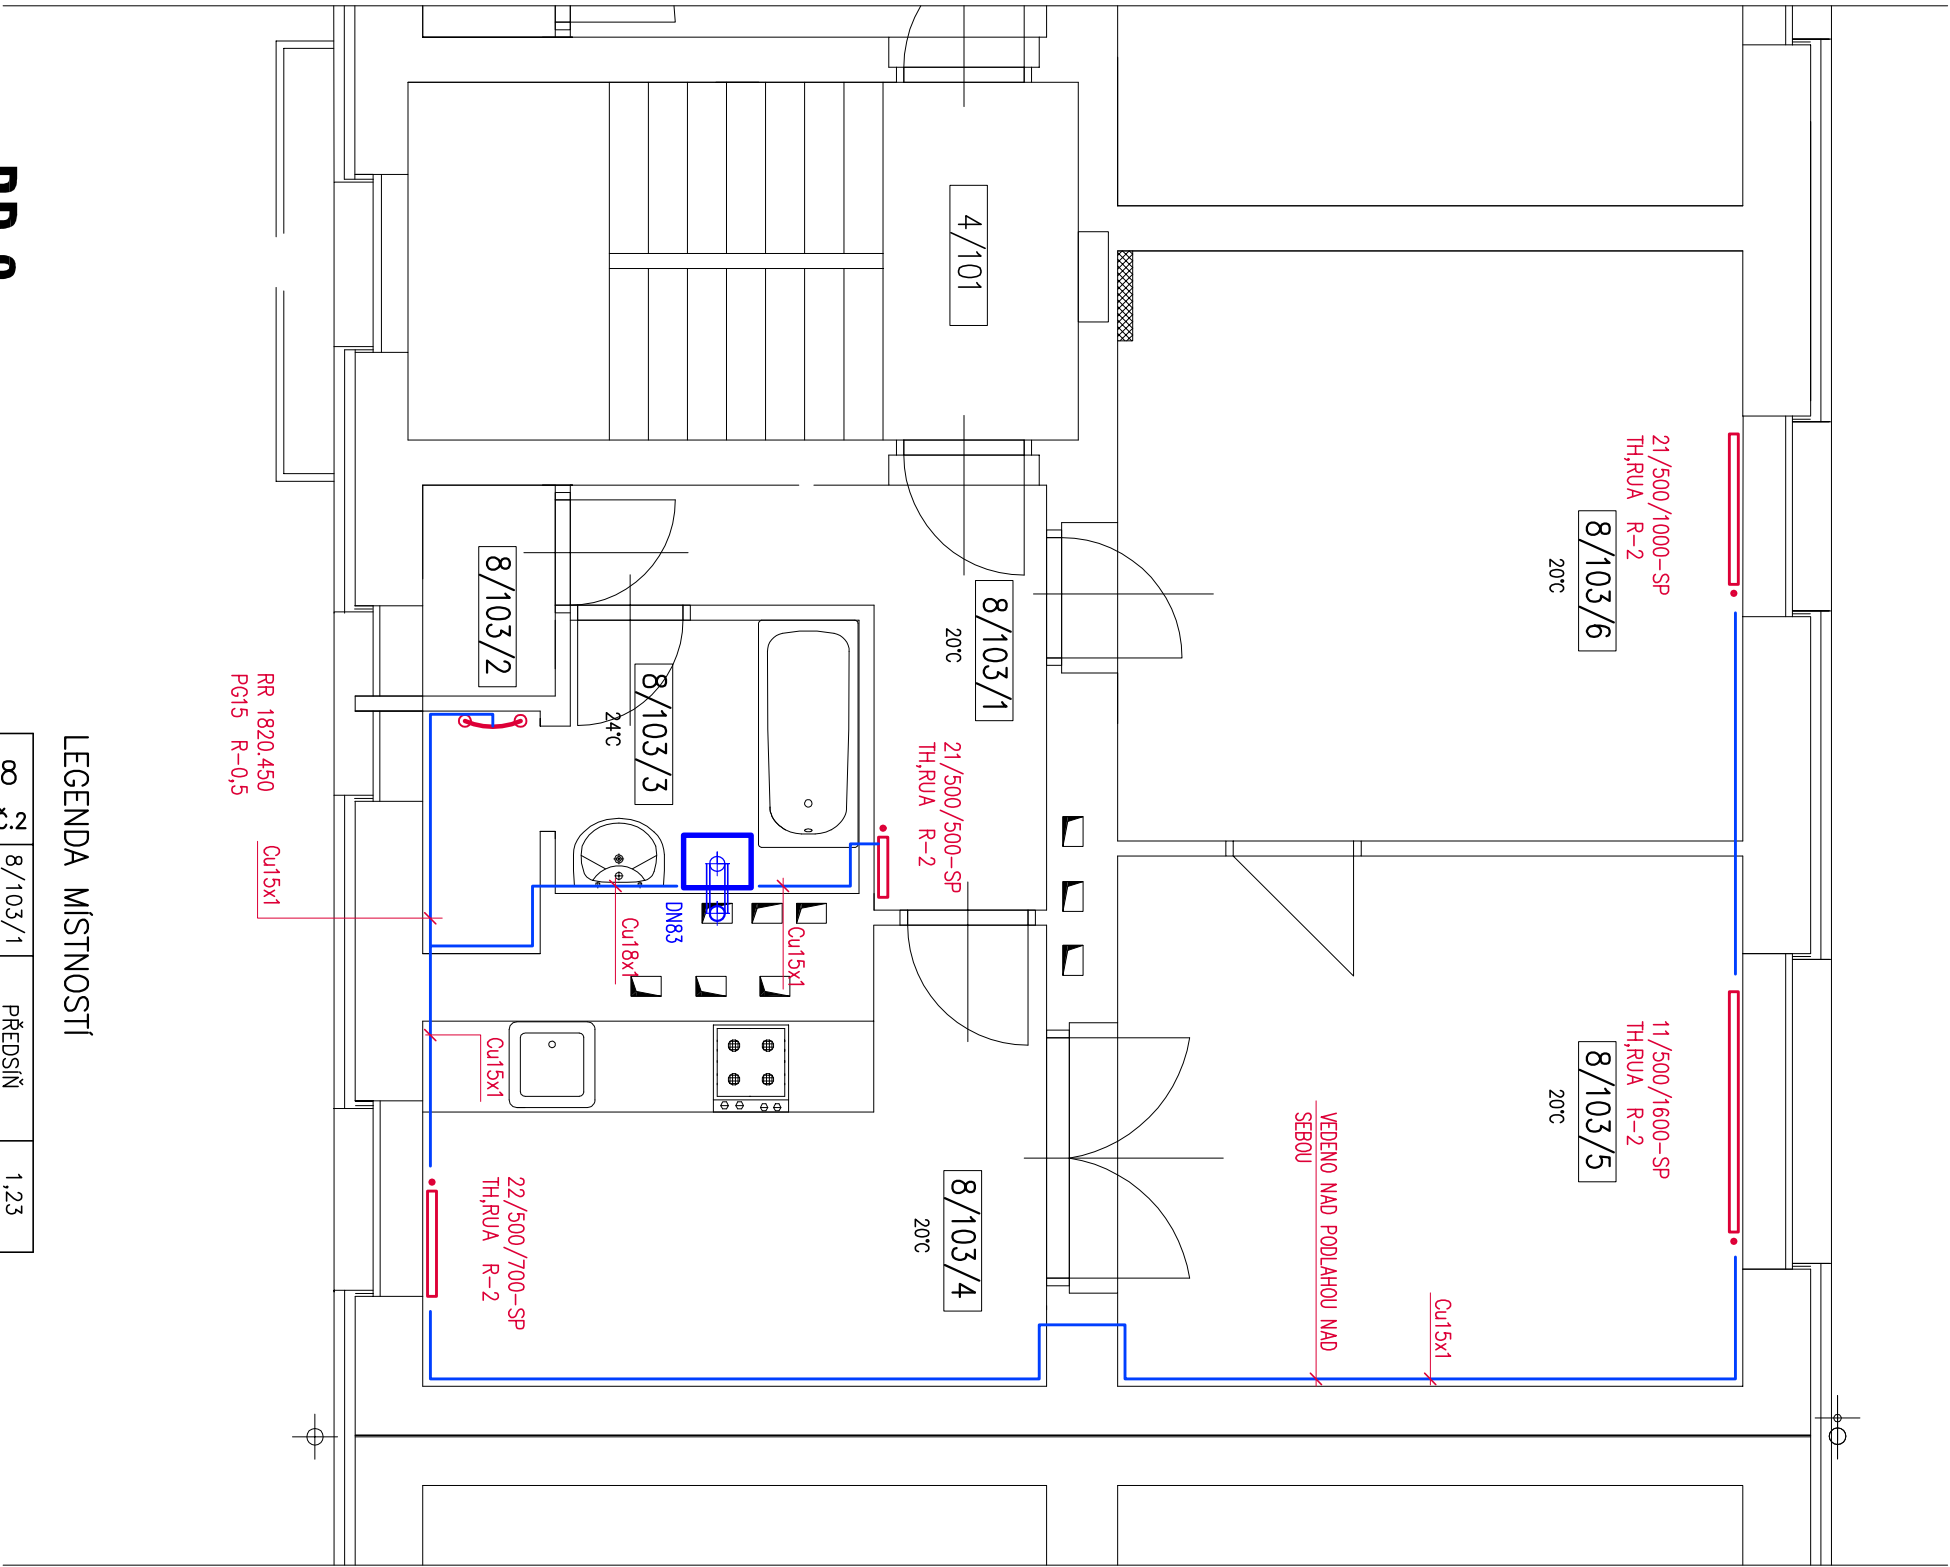 4/101
21/500/1000-SP
TH,RUA R-2
8/103/6
20°C
8/103/1
20°C
8/103/2
8/103/3
24°C
21/500/500-SP
TH,RUA R-2
RR 1820.450
PG15 R-0,5
Cu15x1
Cu18x1
DN83
Cu15x1
Cu15x1
11/500/1600-SP
TH,RUA R-2
8/103/5
20°C
VEDENO NAD PODLAHOU NAD
SEBOU
Cu15x1
8/103/4
20°C
22/500/700-SP
TH,RUA R-2
LEGENDA MÍSTNOSTÍ
8 8/103/1 PŘEDSÍŇ 1,23